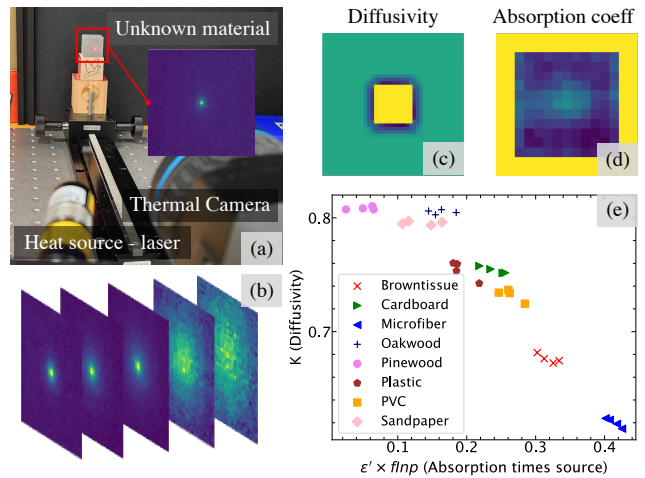 Unknown material
Thermal Camera
Heat source - laser
(a)
(b)
Diffusivity
(c)
Absorption coeff
(d)
(e)
K (Diffusivity)
0.8
0.7
Browntissue
Cardboard
Microfiber
Oakwood
Pinewood
Plastic
PVC
Sandpaper
0.1 0.2 0.3 0.4
ε′ × fInp (Absorption times source)